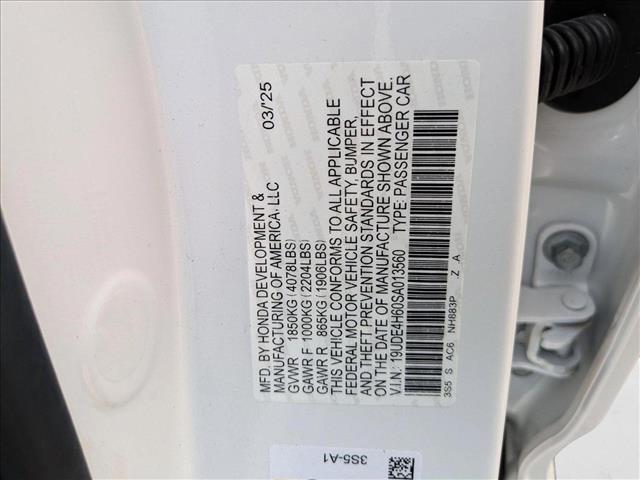 MFD. BY HONDA DEVELOPMENT & 03/'25
MANUFACTURING OF AMERICA, LLC
GVWR 1850KG (4078LBS)
GAWR F 1000KG (2204LBS)
GAWR R 865KG (1906LBS)
THIS VEHICLE CONFORMS TO ALL APPLICABLE
FEDERAL MOTOR VEHICLE SAFETY, BUMPER,
AND THEFT PREVENTION STANDARDS IN EFFECT
ON THE DATE OF MANUFACTURE SHOWN ABOVE.
V.I.N: 19UDE4H60SA013560 TYPE: PASSENGER CAR
3S5 S AC6 NH883P Z A
3S5-A1